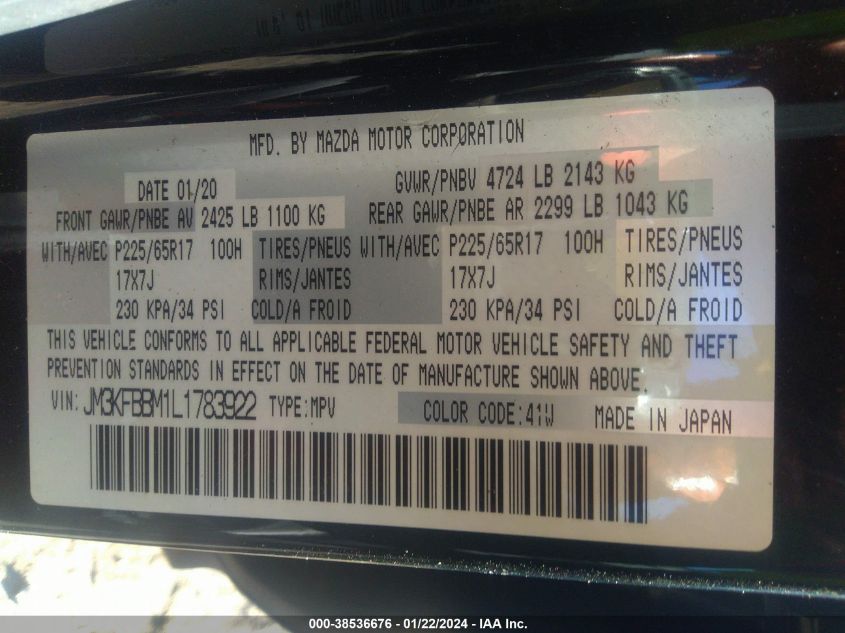 MFD. BY MAZDA MOTOR CORPORATION
DATE 01/20 GVWR/PNBV 4724 LB 2143 KG
FRONT GAWR/PNBE AV 2425 LB 1100 KG REAR GAWR/PNBE AR 2299 LB 1043 KG
WITH/AVEC P225/65R17 100H TIRES/PNEUS WITH/AVEC P225/65R17 100H TIRES/PNEUS
17X7J RIMS/JANTES 17X7J RIMS/JANTES
230 KPA/34 PSI COLD/A FROID 230 KPA/34 PSI COLD/A FROID
THIS VEHICLE CONFORMS TO ALL APPLICABLE FEDERAL MOTOR VEHICLE SAFETY AND THEFT
PREVENTION STANDARDS IN EFFECT ON THE DATE OF MANUFACTURE SHOWN ABOVE.
VIN: JM3KFBBM1L1783922 TYPE:MPV COLOR CODE:41W MADE IN JAPAN
000-38536676 - 01/22/2024 - IAA Inc.